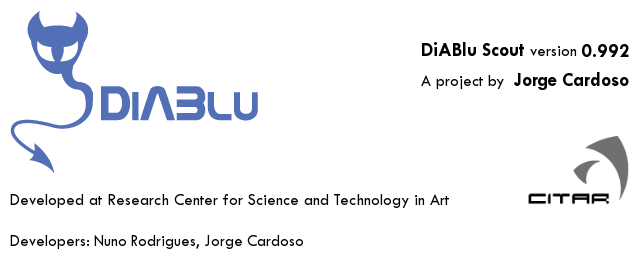 DiABlu Scout version 0.992
A project by Jorge Cardoso
DIABLU
CITAR
Developed at Research Center for Science and Technology in Art
Developers: Nuno Rodrigues, Jorge Cardoso